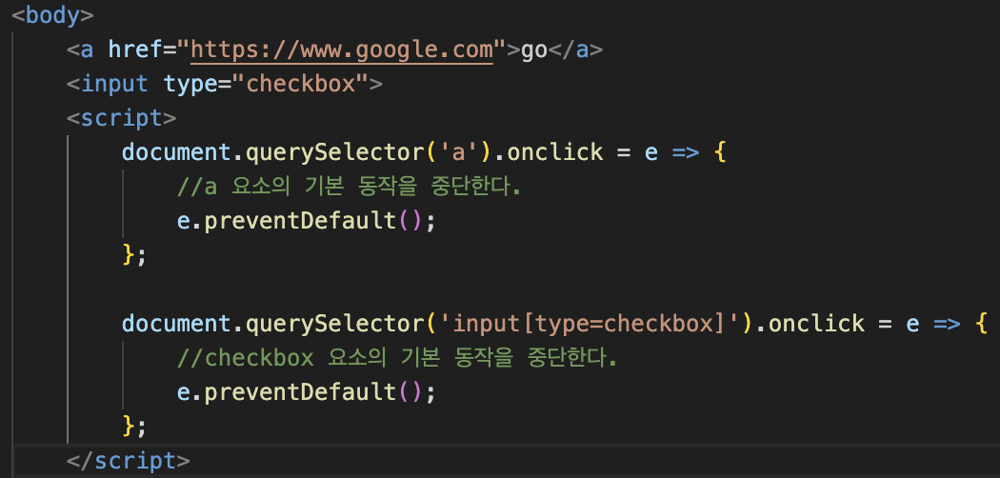 <body>
<a href="https://www.google.com">go</a>
<input type="checkbox">
<script>
document.querySelector('a').onclick = e => {
//a 요소의 기본 동작을 중단한다.
e.preventDefault();
};
document.querySelector('input[type=checkbox]').onclick = e => {
//checkbox 요소의 기본 동작을 중단한다.
e.preventDefault();
};
</script>